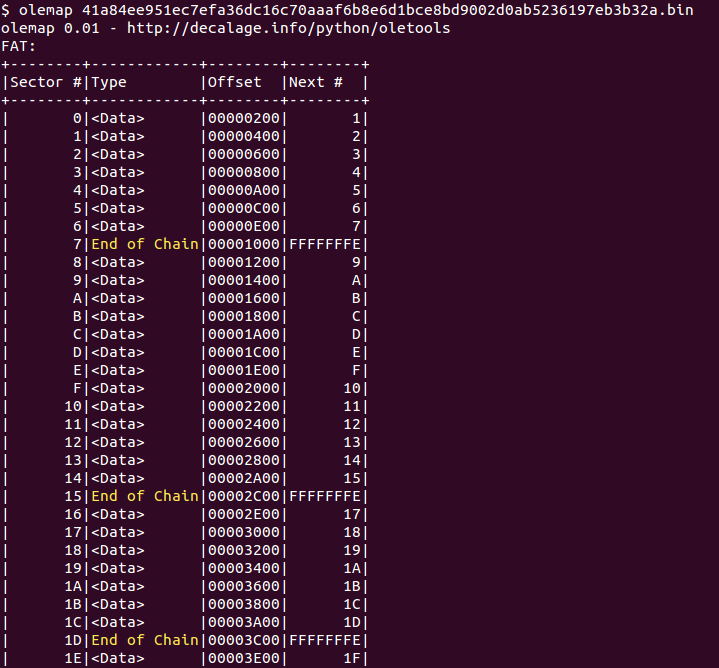 $ olemap 41a84ee951ec7efa36dc16c70aaaf6b8e6d1bce8bd9002d0ab5236197eb3b32a.bin
olemap 0.01 - http://decalage.info/python/oletools
FAT:
+--------+------------+--------+--------+
|Sector #|Type        |Offset  |Next #  |
+--------+------------+--------+--------+
|       0|<Data>      |00000200|       1|
|       1|<Data>      |00000400|       2|
|       2|<Data>      |00000600|       3|
|       3|<Data>      |00000800|       4|
|       4|<Data>      |00000A00|       5|
|       5|<Data>      |00000C00|       6|
|       6|<Data>      |00000E00|       7|
|       7|End of Chain|00001000|FFFFFFFE|
|       8|<Data>      |00001200|       9|
|       9|<Data>      |00001400|       A|
|       A|<Data>      |00001600|       B|
|       B|<Data>      |00001800|       C|
|       C|<Data>      |00001A00|       D|
|       D|<Data>      |00001C00|       E|
|       E|<Data>      |00001E00|       F|
|       F|<Data>      |00002000|      10|
|      10|<Data>      |00002200|      11|
|      11|<Data>      |00002400|      12|
|      12|<Data>      |00002600|      13|
|      13|<Data>      |00002800|      14|
|      14|<Data>      |00002A00|      15|
|      15|End of Chain|00002C00|FFFFFFFE|
|      16|<Data>      |00002E00|      17|
|      17|<Data>      |00003000|      18|
|      18|<Data>      |00003200|      19|
|      19|<Data>      |00003400|      1A|
|      1A|<Data>      |00003600|      1B|
|      1B|<Data>      |00003800|      1C|
|      1C|<Data>      |00003A00|      1D|
|      1D|End of Chain|00003C00|FFFFFFFE|
|      1E|<Data>      |00003E00|      1F|